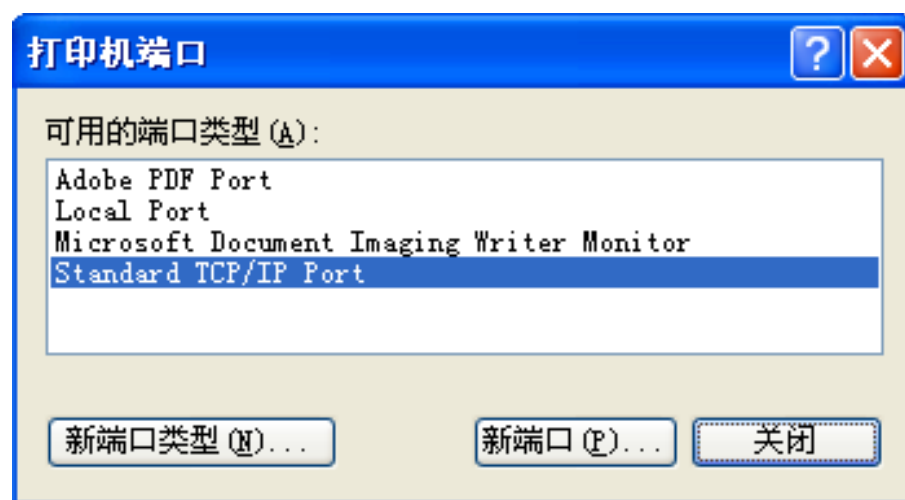 打印机端口
可用的端口类型(A):
Adobe PDF Port
Local Port
Microsoft Document Imaging Writer Monitor
Standard TCP/IP Port
新端口类型(N)... 新端口(P)... 关闭